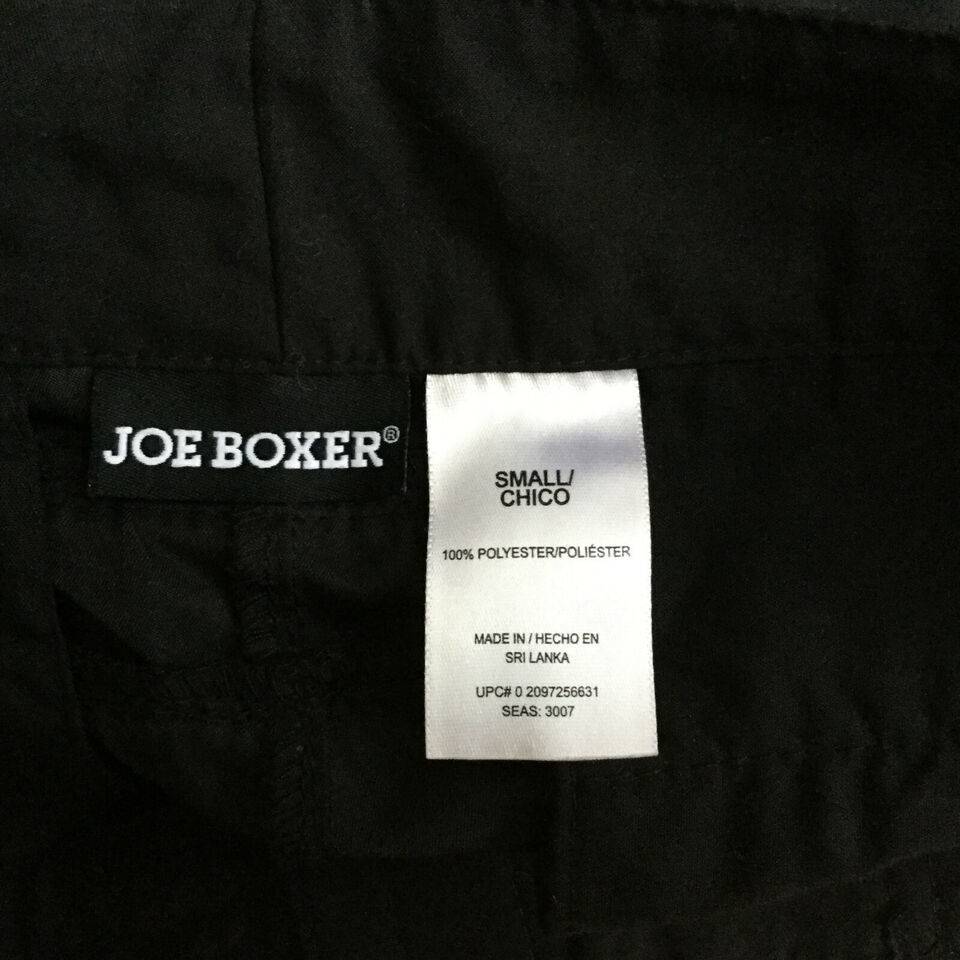 JOE BOXER®
SMALL/
CHICO
100% POLYESTER/POLIÉSTER
MADE IN / HECHO EN
SRI LANKA
UPC# 0 2097256631
SEAS: 3007